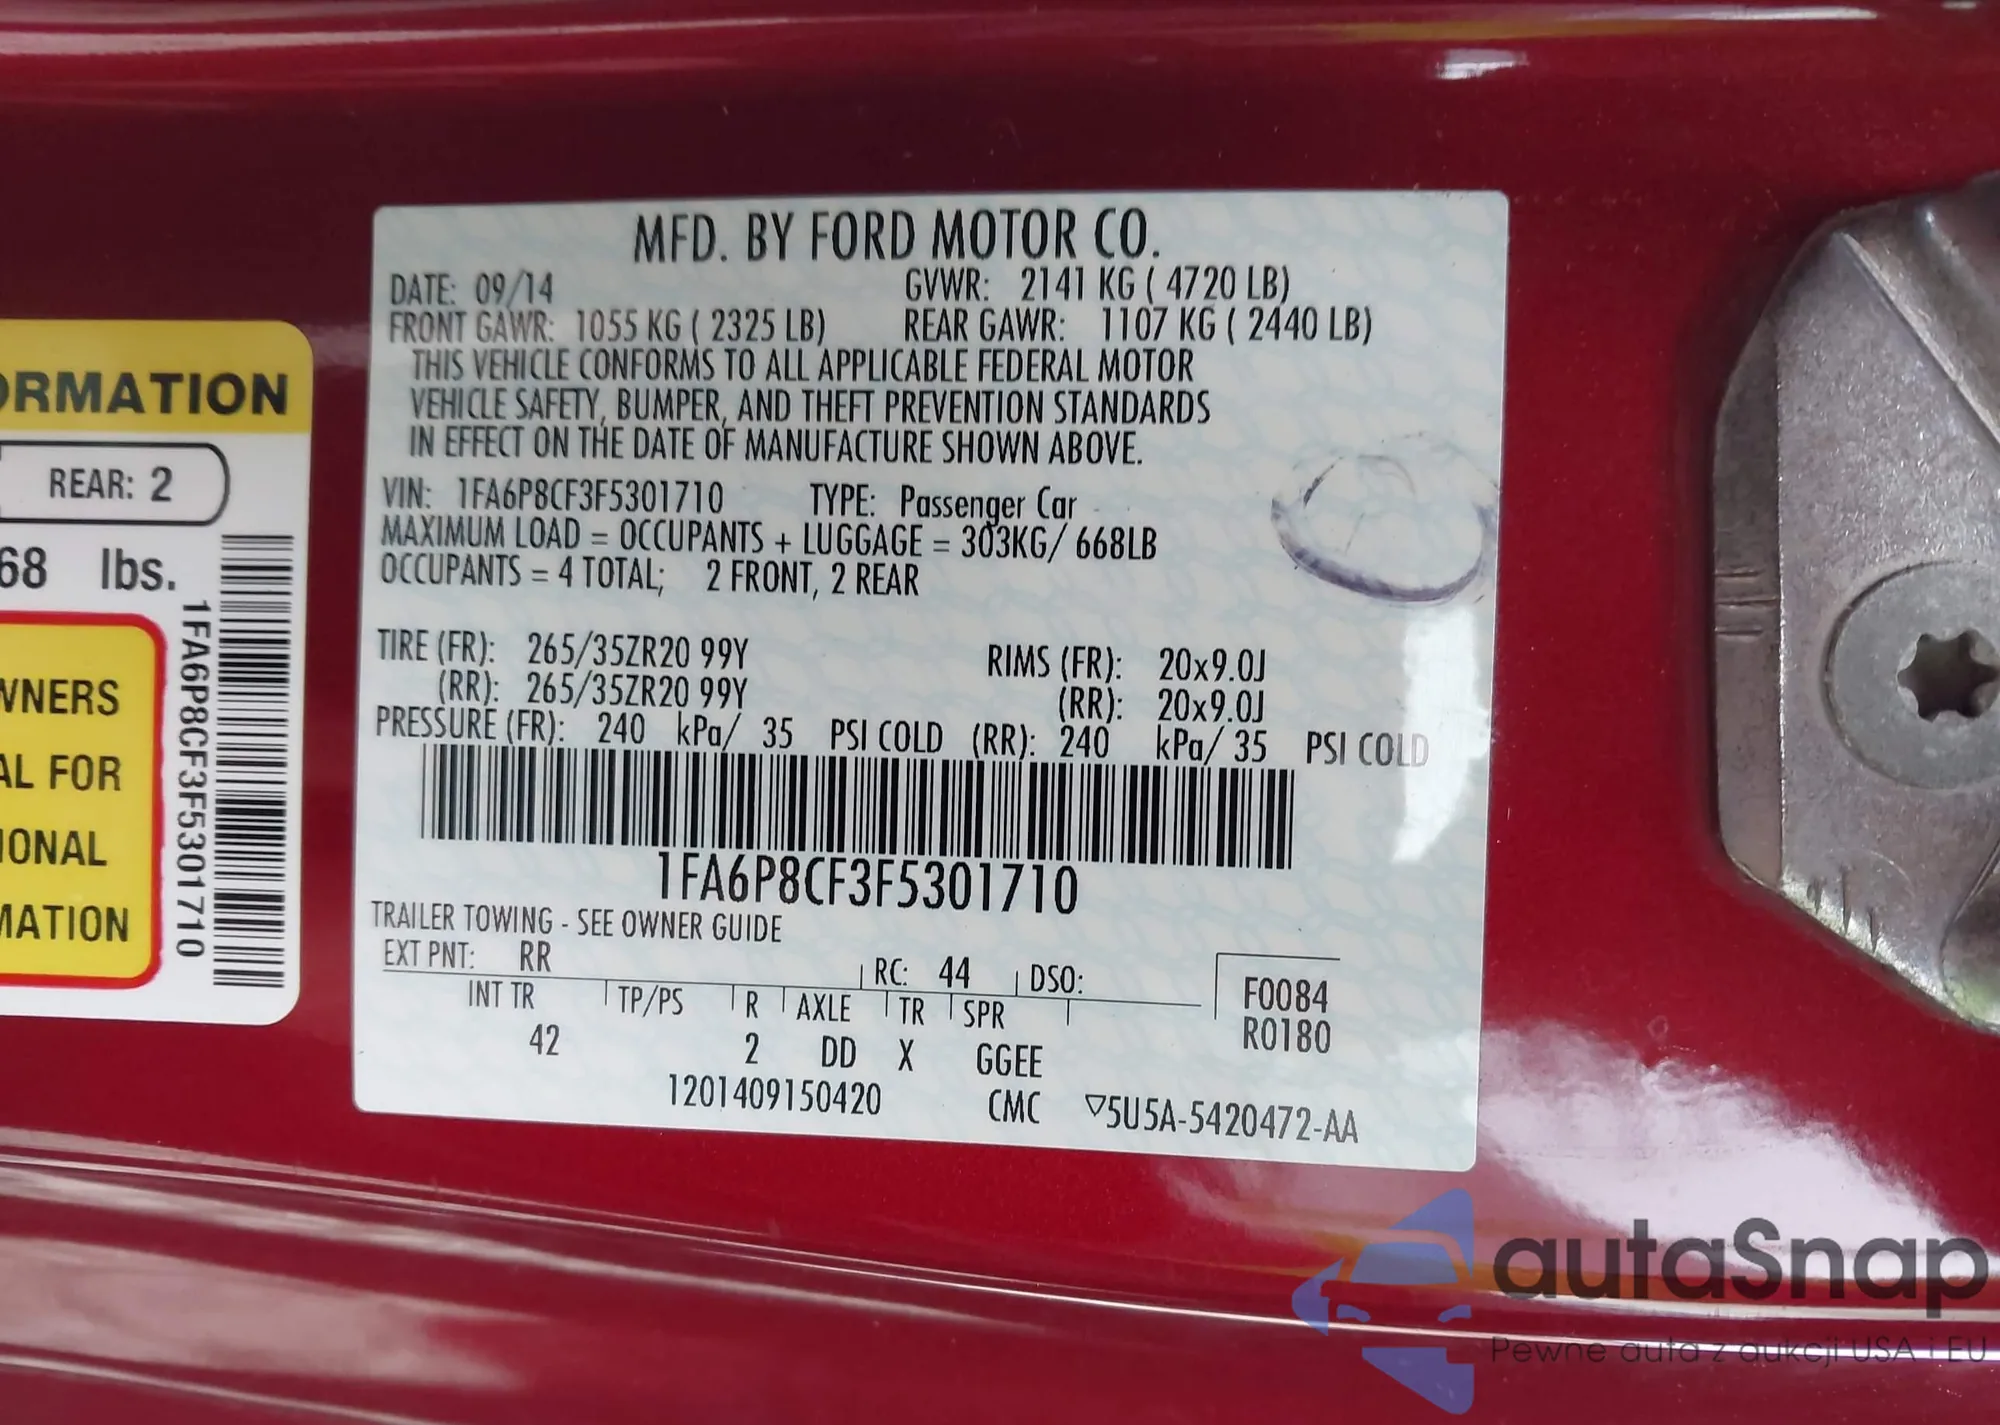 MFD. BY FORD MOTOR CO.
DATE: 09/14 GVWR: 2141 KG ( 4720 LB)
FRONT GAWR: 1055 KG ( 2325 LB) REAR GAWR: 1107 KG ( 2440 LB)
THIS VEHICLE CONFORMS TO ALL APPLICABLE FEDERAL MOTOR
VEHICLE SAFETY, BUMPER, AND THEFT PREVENTION STANDARDS
IN EFFECT ON THE DATE OF MANUFACTURE SHOWN ABOVE.
VIN: 1FA6P8CF3F5301710 TYPE: Passenger Car
MAXIMUM LOAD = OCCUPANTS + LUGGAGE = 303KG/ 668LB
OCCUPANTS = 4 TOTAL; 2 FRONT, 2 REAR
TIRE (FR): 265/35ZR20 99Y RIMS (FR): 20x9.0J
(RR): 265/35ZR20 99Y (RR): 20x9.0J
PRESSURE (FR): 240 kPa/ 35 PSI COLD (RR): 240 kPa/ 35 PSI COLD
1FA6P8CF3F5301710
TRAILER TOWING - SEE OWNER GUIDE
EXT PNT: RR RC: 44 DSO: F0084
INT TR TP/PS R AXLE TR SPR R0180
42 2 DD X GGEE
1201409150420 CMC ▽5U5A-5420472-AA
ORMATION
REAR: 2
68 lbs.
WNERS
AL FOR
IONAL
MATION
1FA6P8CF3F5301710
autaSnap
Pewne auta z aukcji USA i EU